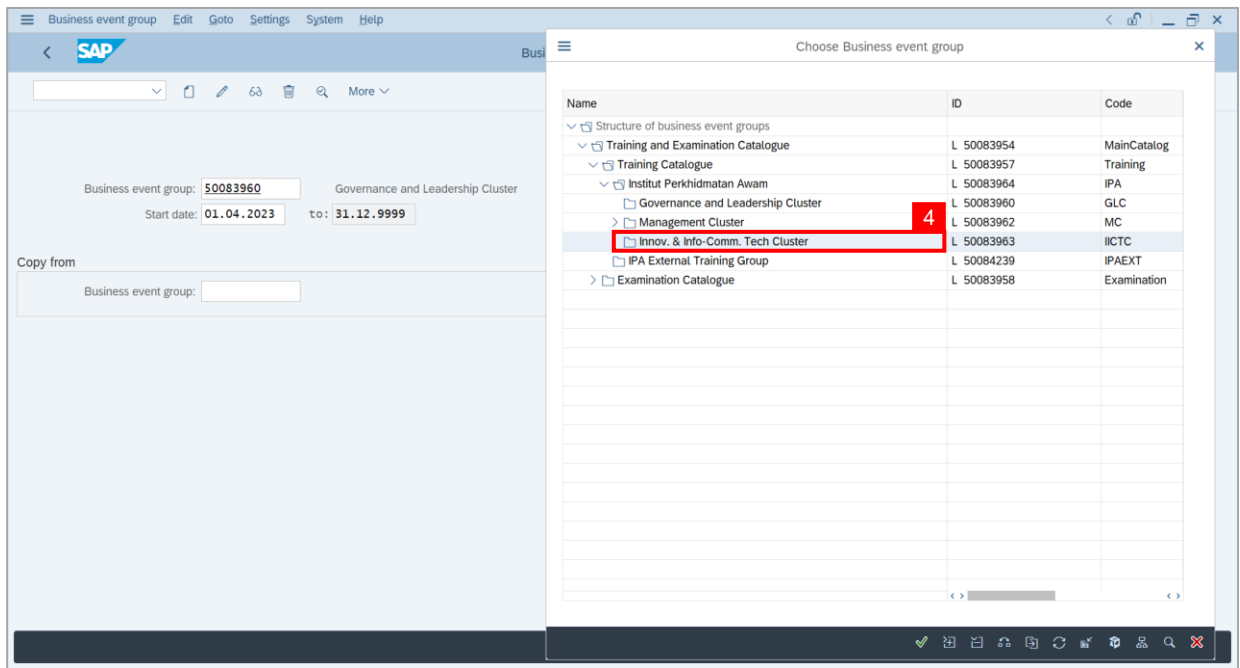 Business event group Edit Goto Settings System Help
SAP
Busi
Choose Business event group
More
Name ID Code
Structure of business event groups
Training and Examination Catalogue L 50083954 MainCatalog
Training Catalogue L 50083957 Training
Institut Perkhidmatan Awam L 50083964 IPA
Governance and Leadership Cluster L 50083960 GLC
4
Management Cluster L 50083962 MC
Innov. & Info-Comm. Tech Cluster L 50083963 IICTC
IPA External Training Group L 50084239 IPAEXT
Examination Catalogue L 50083958 Examination
Business event group: 50083960 Governance and Leadership Cluster
Start date: 01.04.2023 to: 31.12.9999
Copy from
Business event group: